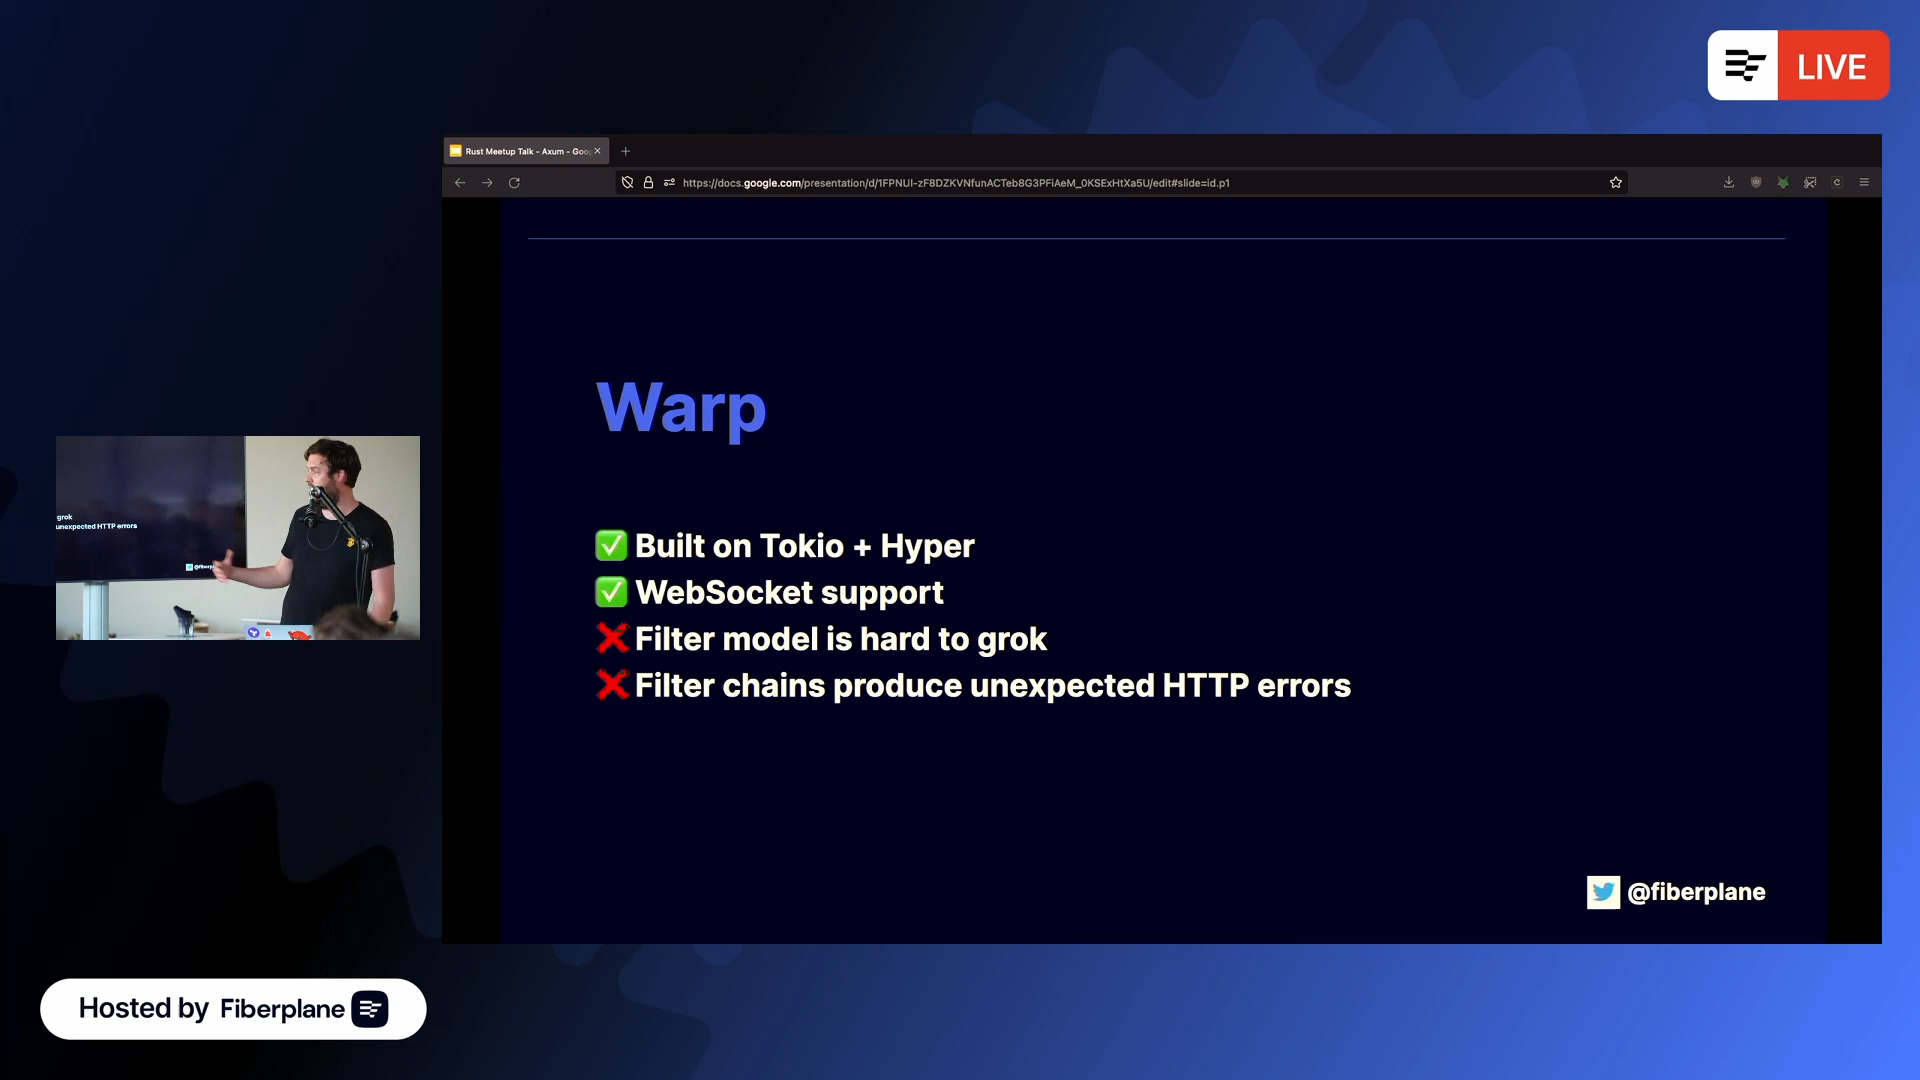 LIVE
Rust Meetup Talk - Axum - Goo
https://docs.google.com/presentation/d/1FPNUI-zF8DZKVNfunACTeb8G3PFiAeM_0KSExHtXa5U/edit#slide=id.p1
Warp
✅ Built on Tokio + Hyper
✅ WebSocket support
❌ Filter model is hard to grok
❌ Filter chains produce unexpected HTTP errors
@fiberplane
grok
unexpected HTTP errors
Hosted by Fiberplane